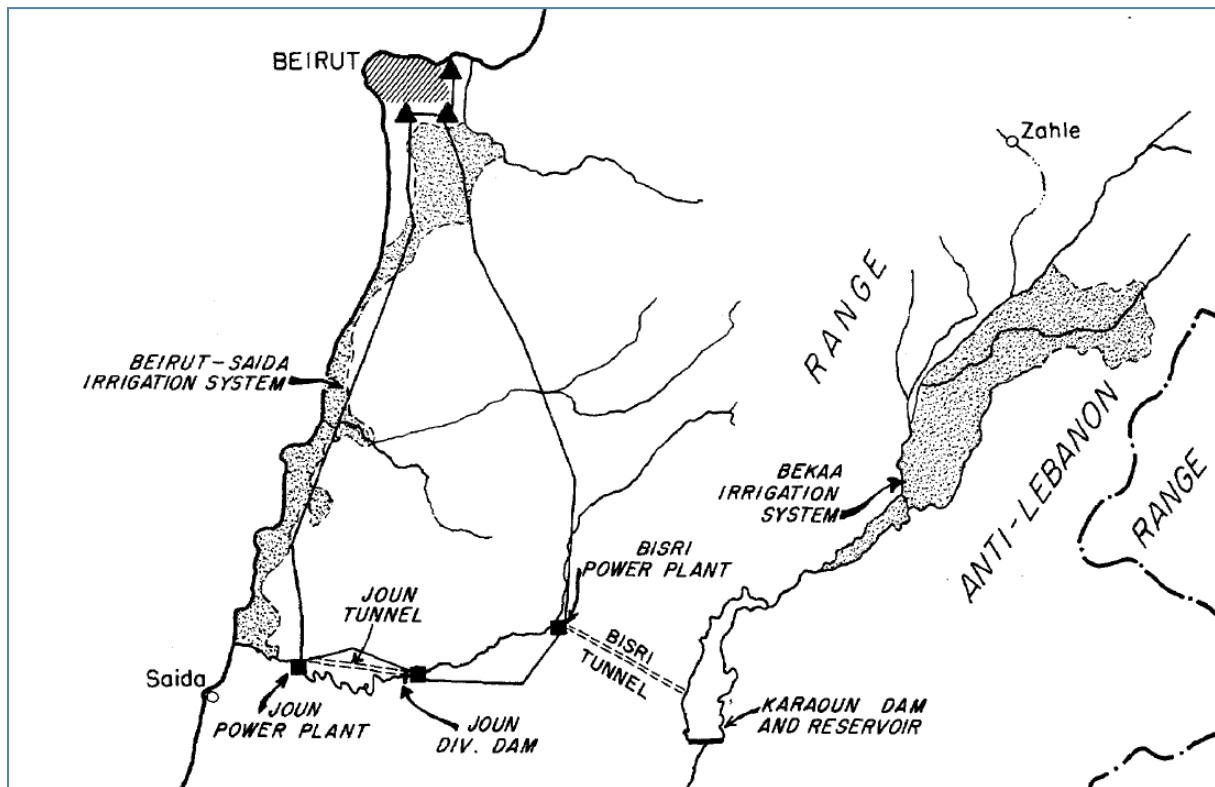 BEIRUT
Zahle
RANGE
BEIRUT-SAIDA
IRRIGATION SYSTEM
BEKAA
IRRIGATION
SYSTEM
ANTI-LEBANON
RANGE
BISRI
POWER PLANT
JOUN
TUNNEL
BISRI
TUNNEL
Saida
JOUN
POWER PLANT
JOUN
DIV. DAM
KARAOUN DAM
AND RESERVOIR